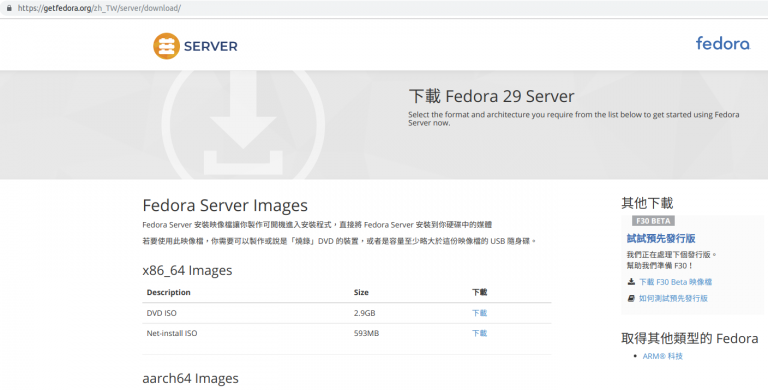 https://getfedora.org/zh_TW/server/download/
SERVER
fedora
下載 Fedora 29 Server
Select the format and architecture you require from the list below to get started using Fedora
Server now.
Fedora Server Images
Fedora Server 安裝映像檔讓你製作可開機進入安裝程式，直接將 Fedora Server 安裝到你硬碟中的媒體
若要使用此映像檔，你需要可以製作或說是「燒錄」DVD 的裝置，或者是容量至少略大於這份映像檔的 USB 隨身碟。
x86_64 Images
Description Size 下載
DVD ISO 2.9GB 下載
Net-install ISO 593MB 下載
aarch64 Images
其他下載
F30 BETA
試試預先發行版
我們正在處理下個發行版。
幫助我們準備 F30！
下載 F30 Beta 映像檔
如何測試預先發行版
取得其他類型的 Fedora
ARM® 科技